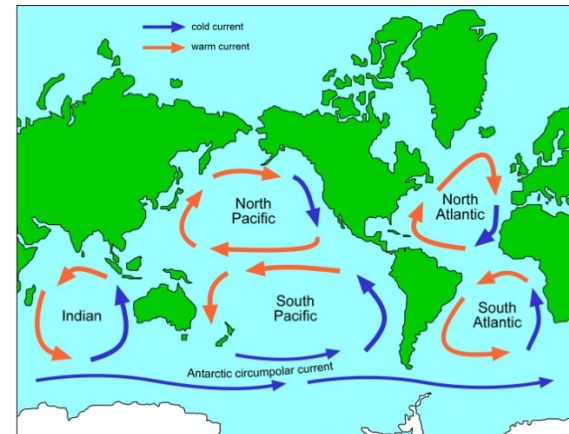 cold current
warm current
North
Pacific
North
Atlantic
Indian
South
Pacific
South
Atlantic
Antarctic circumpolar current